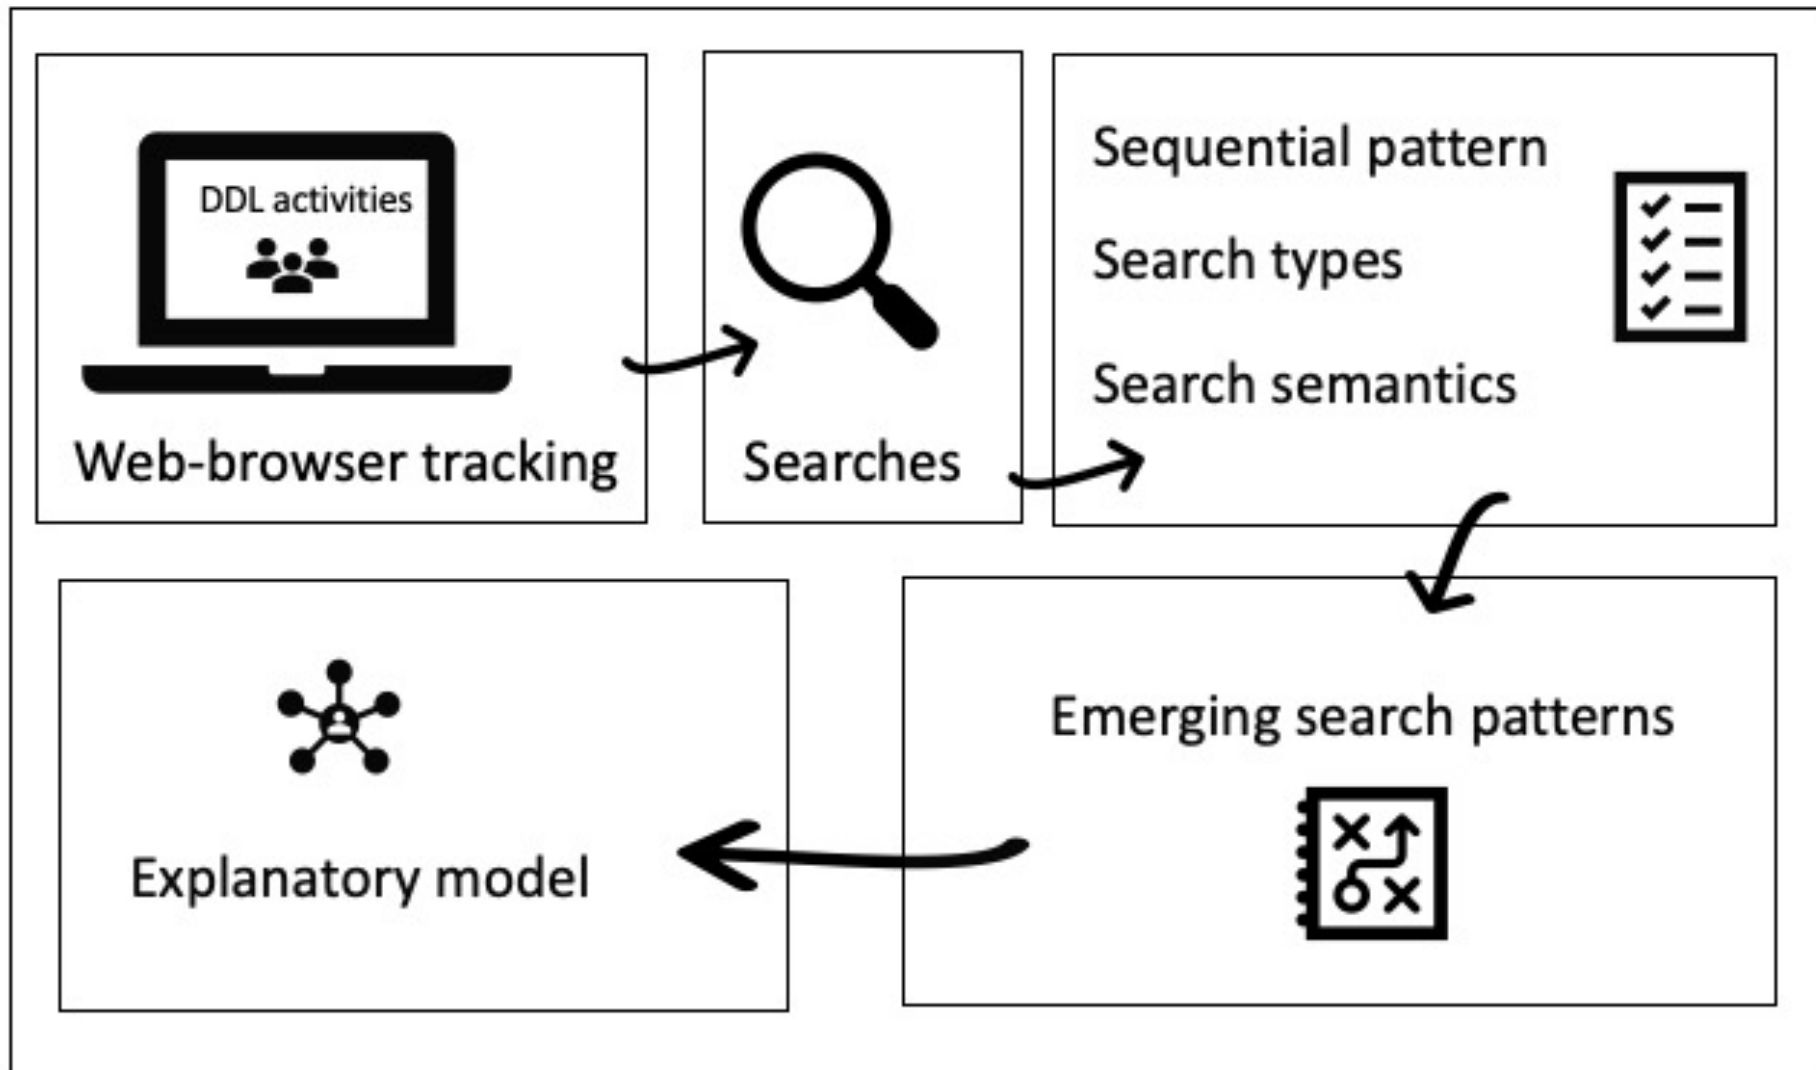 DDL activities
Web-browser tracking
Searches
Sequential pattern
Search types
Search semantics
Emerging search patterns
Explanatory model